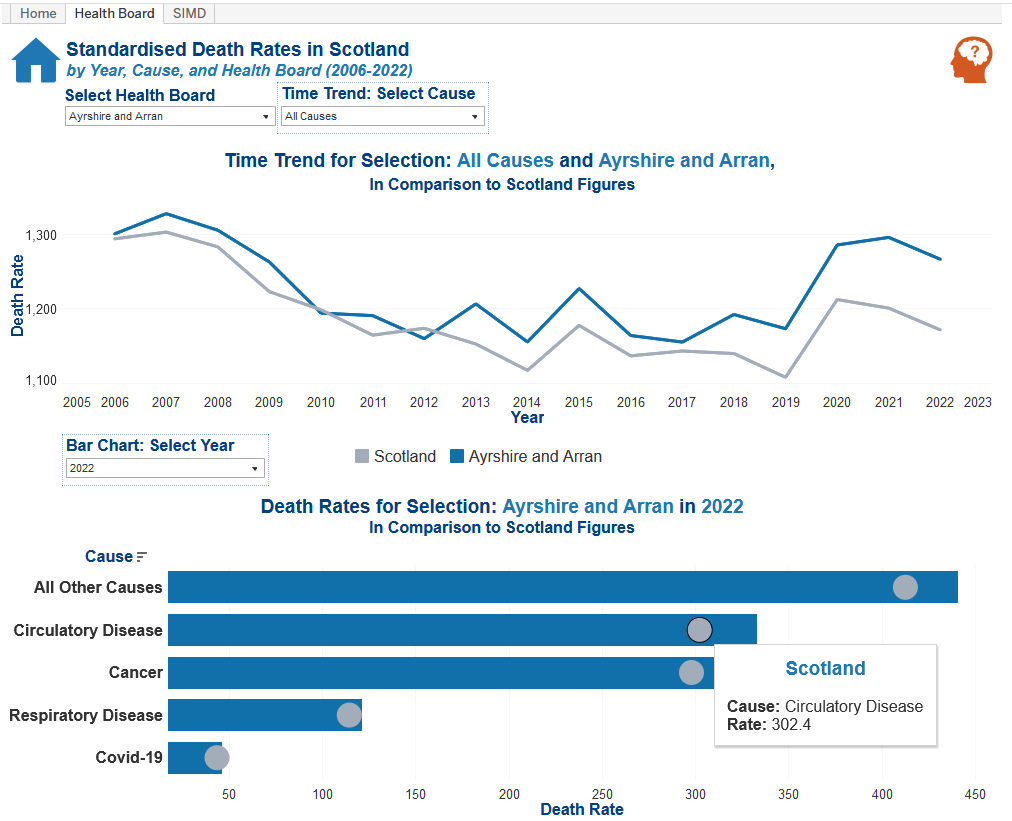 Home Health Board SIMD
Standardised Death Rates in Scotland
by Year, Cause, and Health Board (2006-2022)
?
Select Health Board Time Trend: Select Cause
Ayrshire and Arran All Causes
Time Trend for Selection: All Causes and Ayrshire and Arran,
In Comparison to Scotland Figures
Death Rate
1,300
1,200
1,100
2005 2006 2007 2008 2009 2010 2011 2012 2013 2014 2015 2016 2017 2018 2019 2020 2021 2022 2023
Year
Bar Chart: Select Year
2022
Scotland Ayrshire and Arran
Death Rates for Selection: Ayrshire and Arran in 2022
In Comparison to Scotland Figures
Cause
All Other Causes
Circulatory Disease
Cancer
Respiratory Disease
Covid-19
Scotland
Cause: Circulatory Disease
Rate: 302.4
50 100 150 200 250 300 350 400 450
Death Rate